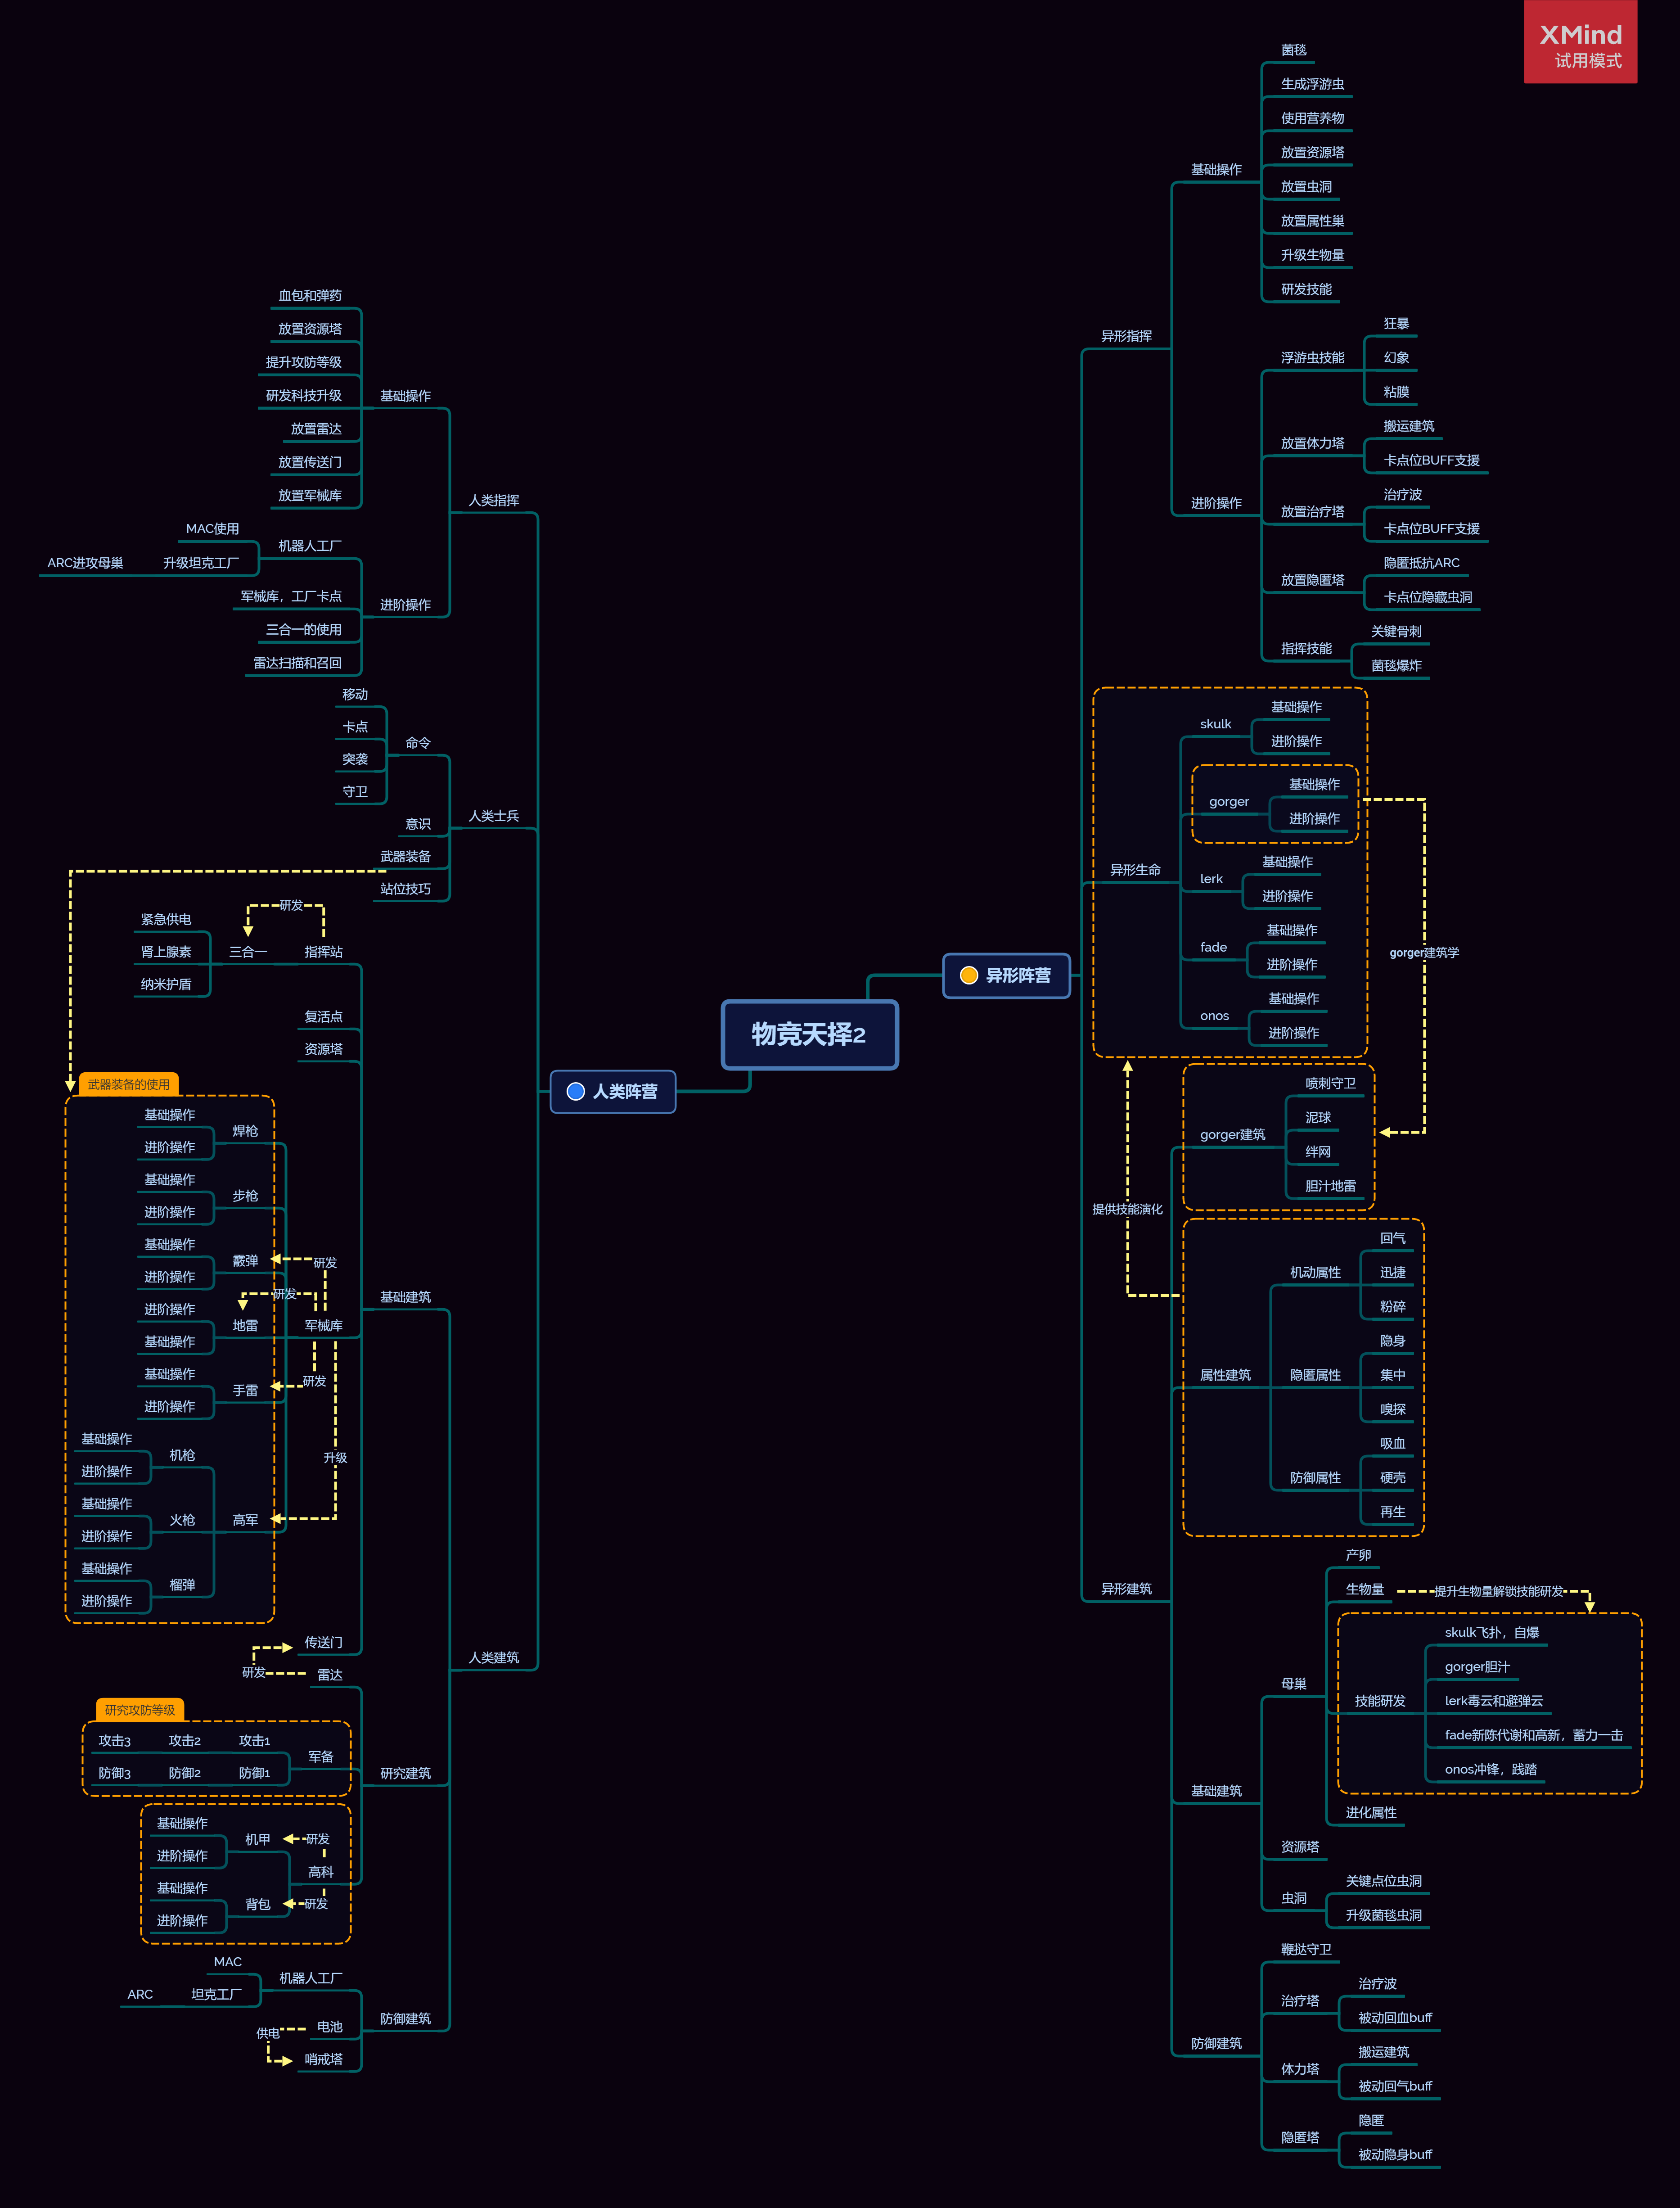 XMind
试用模式
物竞天择2
异形阵营
异形指挥
基础操作
菌毯
生成浮游虫
使用营养物
放置资源塔
放置虫洞
放置属性巢
升级生物量
研发技能
进阶操作
浮游虫技能
狂暴
幻象
粘膜
放置体力塔
搬运建筑
卡点位BUFF支援
放置治疗塔
治疗波
卡点位BUFF支援
放置隐匿塔
隐匿抵抗ARC
卡点位隐藏虫洞
指挥技能
关键骨刺
菌毯爆炸
异形生命
skulk
基础操作
进阶操作
gorger
基础操作
进阶操作
lerk
基础操作
进阶操作
fade
基础操作
进阶操作
onos
基础操作
进阶操作
gorger建筑学
提供技能演化
异形建筑
gorger建筑
喷刺守卫
泥球
绊网
胆汁地雷
属性建筑
机动属性
回气
迅捷
粉碎
隐匿属性
隐身
集中
嗅探
防御属性
吸血
硬壳
再生
基础建筑
母巢
产卵
生物量
提升生物量解锁技能研发
技能研发
skulk飞扑，自爆
gorger胆汁
lerk毒云和避弹云
fade新陈代谢和高新，蓄力一击
onos冲锋，践踏
进化属性
资源塔
虫洞
关键点位虫洞
升级菌毯虫洞
防御建筑
鞭挞守卫
治疗塔
治疗波
被动回血buff
体力塔
搬运建筑
被动回气buff
隐匿塔
隐匿
被动隐身buff
人类阵营
人类指挥
基础操作
血包和弹药
放置资源塔
提升攻防等级
研发科技升级
放置雷达
放置传送门
放置军械库
进阶操作
机器人工厂
MAC使用
升级坦克工厂
ARC进攻母巢
军械库，工厂卡点
三合一的使用
雷达扫描和召回
人类士兵
命令
移动
卡点
突袭
守卫
意识
武器装备
站位技巧
人类建筑
基础建筑
指挥站
研发
三合一
紧急供电
肾上腺素
纳米护盾
复活点
资源塔
军械库
武器装备的使用
焊枪
基础操作
进阶操作
步枪
基础操作
进阶操作
研发
霰弹
基础操作
进阶操作
研发
地雷
进阶操作
基础操作
研发
手雷
基础操作
进阶操作
升级
高军
机枪
基础操作
进阶操作
火枪
基础操作
进阶操作
榴弹
基础操作
进阶操作
传送门
研发
研究建筑
雷达
研究攻防等级
军备
攻击1
攻击2
攻击3
防御1
防御2
防御3
高科
研发
机甲
基础操作
进阶操作
研发
背包
基础操作
进阶操作
防御建筑
机器人工厂
MAC
坦克工厂
ARC
电池
供电
哨戒塔